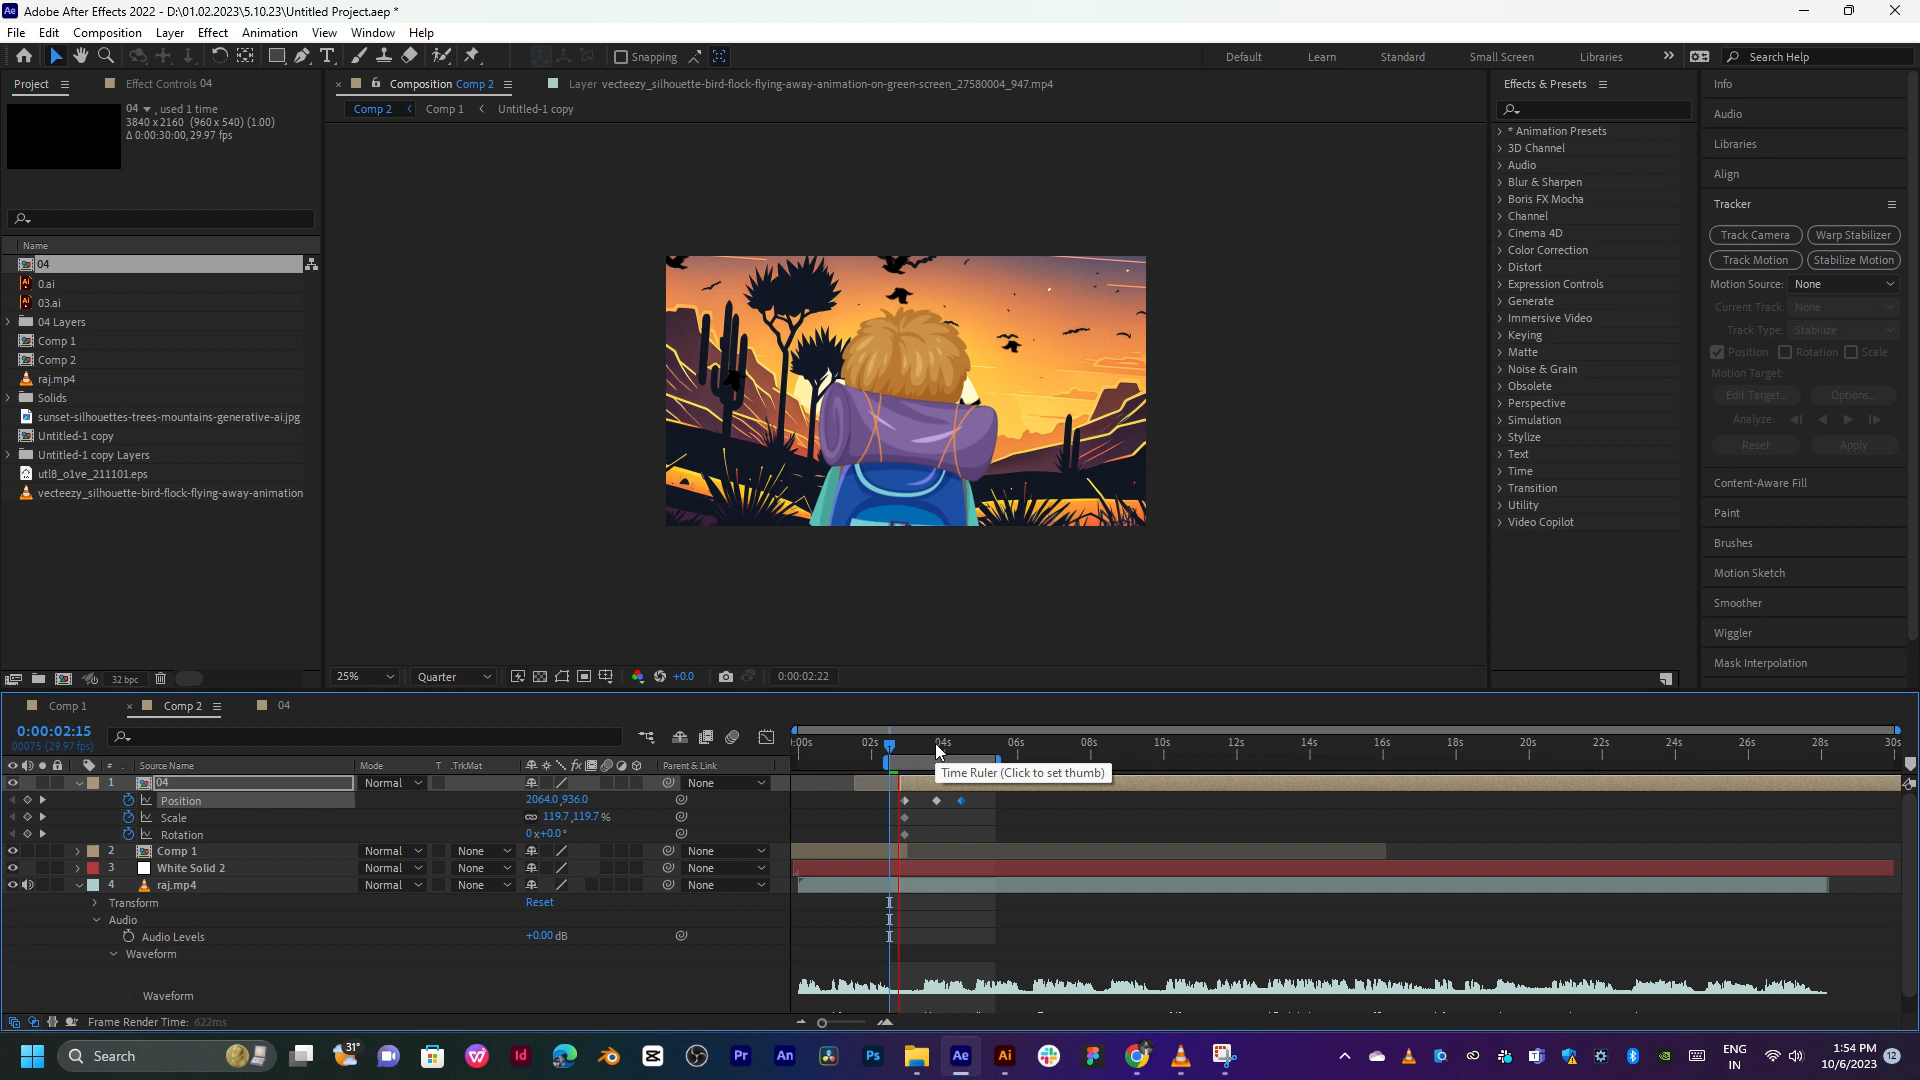 Adobe After Effects 2022 - D:\01.02.2023\5.10.23\Untitled Project.aep *
File Edit Composition Layer Effect Animation View Window Help
Snapping
Default Learn Standard Small Screen Libraries
Search Help
Project
Effect Controls 04
04 , used 1 time
3840 x 2160 (960 x 540) (1.00)
Δ 0:00:30:00, 29.97 fps
Name
04
0.ai
03.ai
04 Layers
Comp 1
Comp 2
raj.mp4
Solids
sunset-silhouettes-trees-mountains-generative-ai.jpg
Untitled-1 copy
Untitled-1 copy Layers
utl8_o1ve_211101.eps
vecteezy_silhouette-bird-flock-flying-away-animation
32 bpc
Composition Comp 2
Layer vecteezy_silhouette-bird-flock-flying-away-animation-on-green-screen_27580004_947.mp4
Comp 2 Comp 1 Untitled-1 copy
25% Quarter +0.0 0:00:02:22
Effects & Presets
* Animation Presets
3D Channel
Audio
Blur & Sharpen
Boris FX Mocha
Channel
Cinema 4D
Color Correction
Distort
Expression Controls
Generate
Immersive Video
Keying
Matte
Noise & Grain
Obsolete
Perspective
Simulation
Stylize
Text
Time
Transition
Utility
Video Copilot
Info
Audio
Libraries
Align
Tracker
Track Camera Warp Stabilizer
Track Motion Stabilize Motion
Motion Source: None
Current Track: None
Track Type: Stabilize
Position Rotation Scale
Motion Target:
Edit Target... Options...
Analyze:
Reset Apply
Content-Aware Fill
Paint
Brushes
Motion Sketch
Smoother
Wiggler
Mask Interpolation
Comp 1 Comp 2 04
0:00:02:15
00075 (29.97 fps)
:00s 02s 04s 06s 08s 10s 12s 14s 16s 18s 20s 22s 24s 26s 28s 30s
# Source Name Mode T .TrkMat Parent & Link
Time Ruler (Click to set thumb)
1 04 Normal None
Position 2064.0,936.0
Scale 119.7,119.7%
Rotation 0x+0.0°
2 Comp 1 Normal None None
3 White Solid 2 Normal None None
4 raj.mp4 Normal None None
Transform Reset
Audio
Audio Levels +0.00 dB
Waveform
Waveform
Frame Render Time: 622ms
Search
31°
Id
Pr
An
Ps
Ae
Ai
ENG
IN
1:54 PM
10/6/2023
12